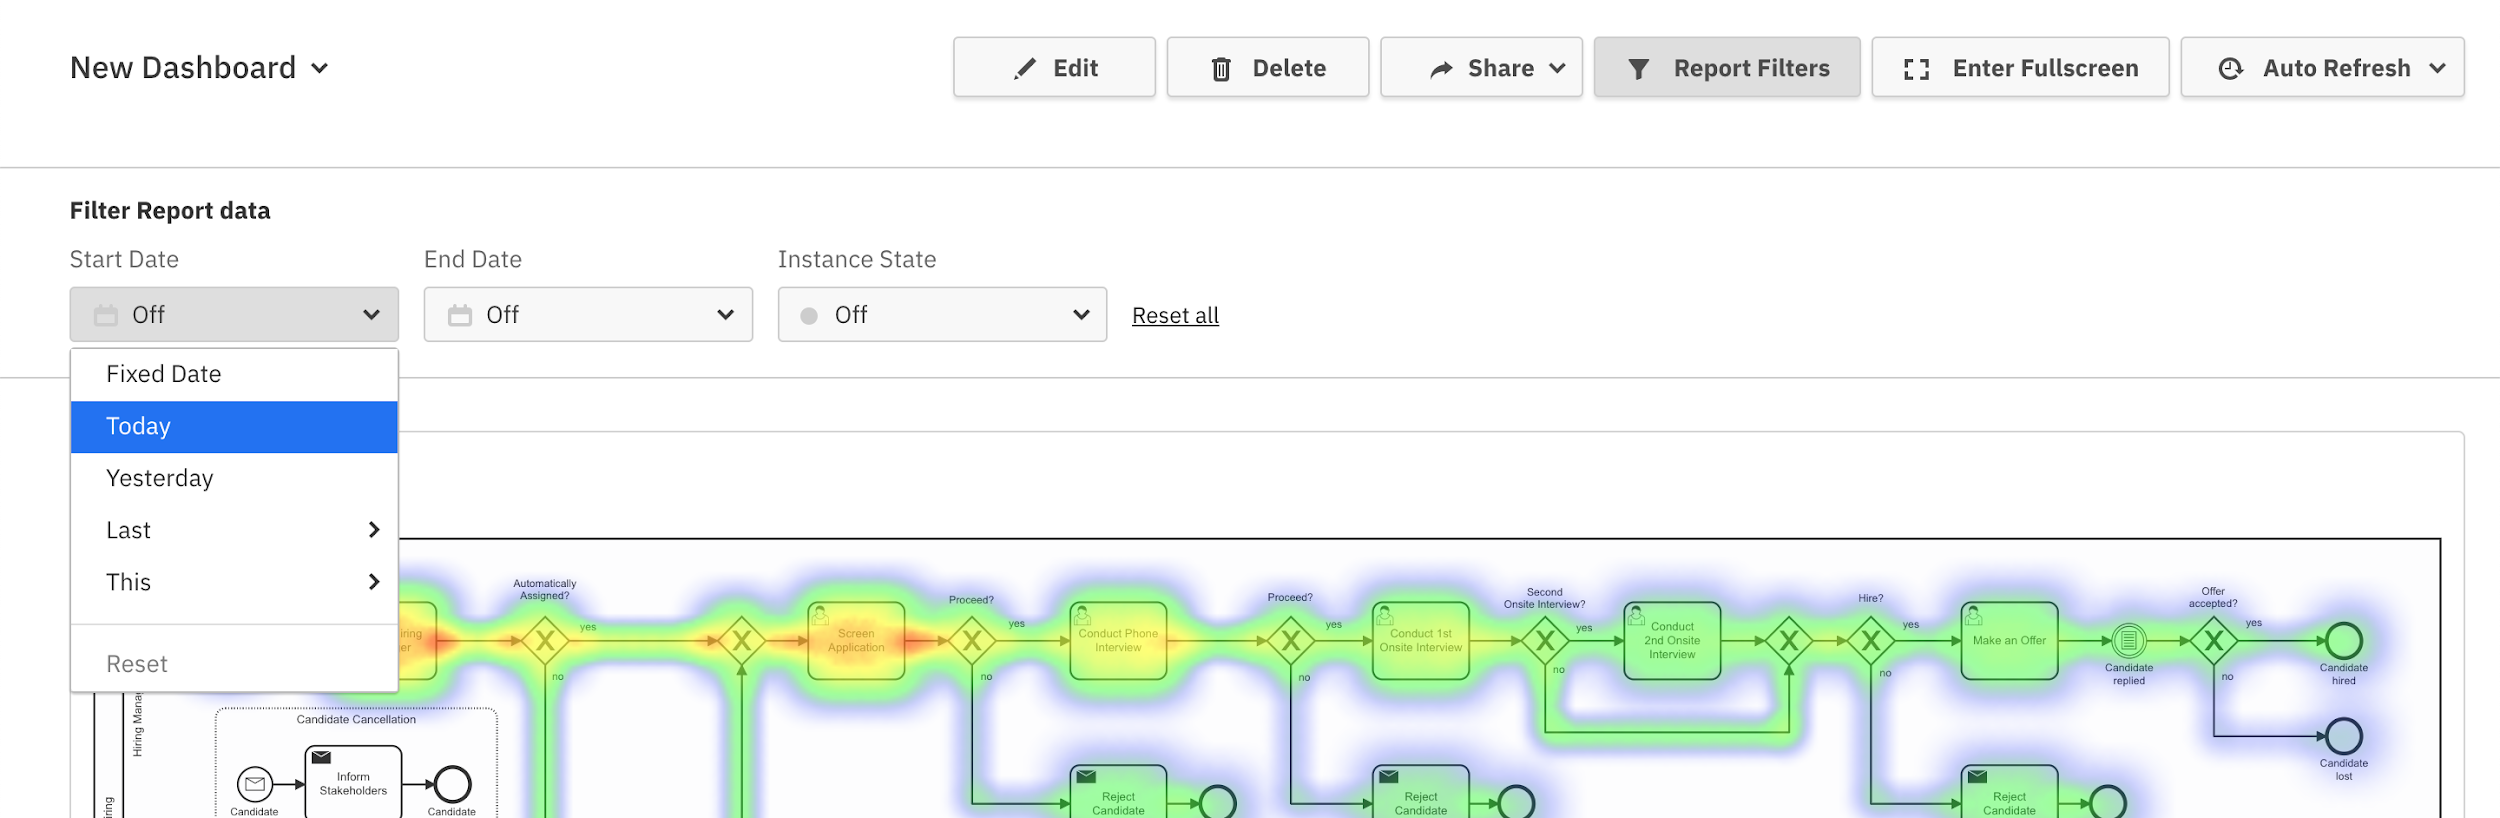 New Dashboard
Edit
Delete
Share
Report Filters
Enter Fullscreen
Auto Refresh
Filter Report data
Start Date
End Date
Instance State
Off
Off
Off
Reset all
Fixed Date
Today
Yesterday
Last
This
Reset
Automatically
Assigned?
yes
no
Screen
Application
Proceed?
yes
no
Conduct Phone
Interview
Proceed?
yes
no
Conduct 1st
Onsite Interview
Second
Onsite Interview?
yes
no
Conduct
2nd Onsite
Interview
Hire?
yes
no
Make an Offer
Candidate
replied
Offer
accepted?
yes
no
Candidate
hired
Candidate
lost
Candidate Cancellation
Inform
Stakeholders
Candidate
Candidate
Reject
Candidate
Reject
Candidate
Reject
Candidate